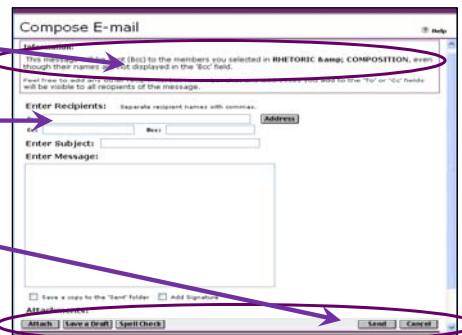 Compose E-mail
Help
Information:
This message will be sent (Bcc) to the members you selected in RHETORIC &amp; COMPOSITION, even
though their names are not displayed in the 'Bcc' field.
Feel free to add any other you add to the 'To' or 'Cc' fields
will be visible to all recipients of the message.
Enter Recipients: Separate recipient names with commas.
Address
Cc: Bcc:
Enter Subject:
Enter Message:
Save a copy to the 'Sent' folder Add Signature
Attachments:
Attach Save a Draft Spell Check Send Cancel